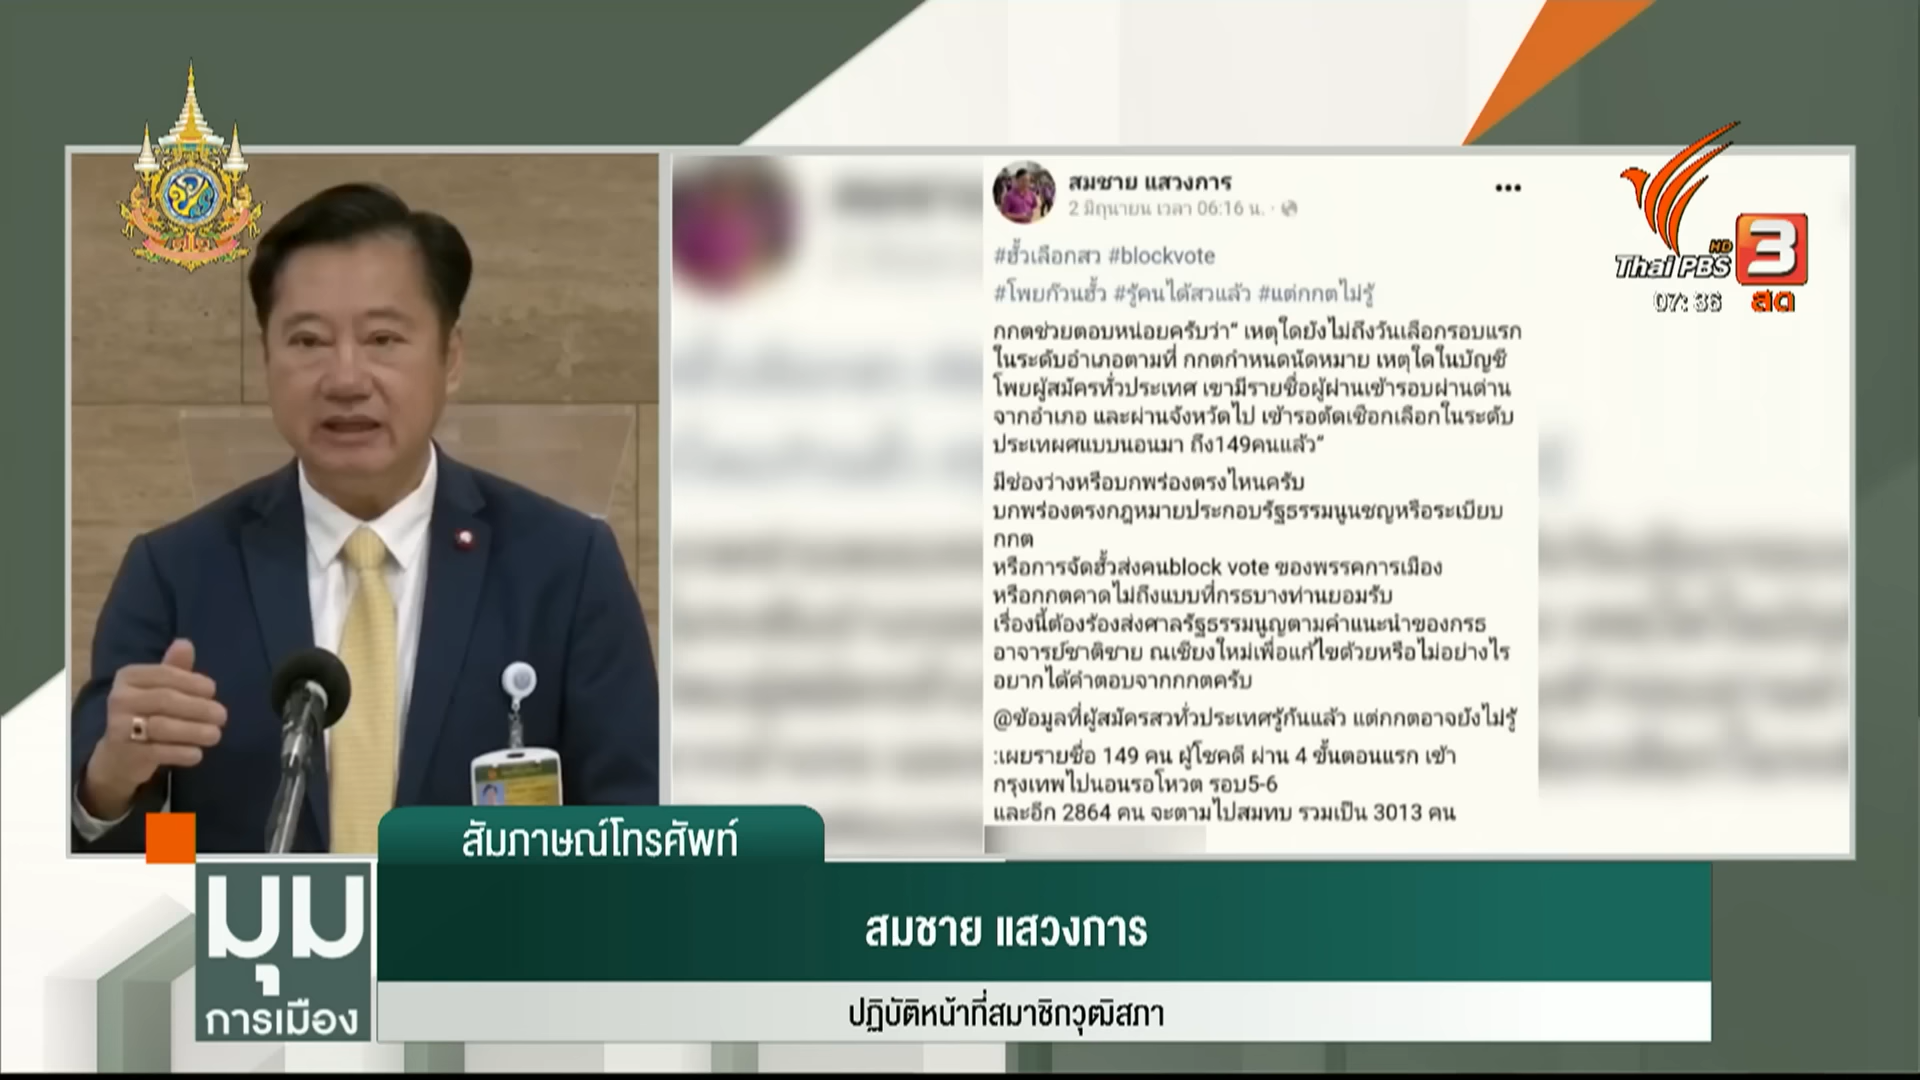 สมชาย แสวงการ
2 มิถุนายน เวลา 06:16 น.
#ฮั้วเลือกสว #blockvote
#โพยก๊วนฮั้ว #รู้คนได้สวแล้ว #แต่กกตไม่รู้
กกตช่วยตอบหน่อยครับว่า" เหตุใดยังไม่ถึงวันเลือกรอบแรก
ในระดับอำเภอตามที่ กกตกำหนดนัดหมาย เหตุใดในบัญชี
โพยผู้สมัครทั่วประเทศ เขามีรายชื่อผู้ผ่านเข้ารอบผ่านด่าน
จากอำเภอ และผ่านจังหวัดไป เข้ารอตัดเชือกเลือกในระดับ
ประเทผศแบบนอนมา ถึง149คนแล้ว"
มีช่องว่างหรือบกพร่องตรงไหนครับ
บกพร่องตรงกฎหมายประกอบรัฐธรรมนูนชญหรือระเบียบ
กกต
หรือการจัดฮั้วส่งคนblock vote ของพรรคการเมือง
หรือกกตคาดไม่ถึงแบบที่กรธบางท่านยอมรับ
เรื่องนี้ต้องร้องส่งศาลรัฐธรรมนูญตามคำแนะนำของกรธ
อาจารย์ชาติชาย ณเชียงใหม่เพื่อแก้ไขด้วยหรือไม่อย่างไร
อยากได้คำตอบจากกกตครับ
@ข้อมูลที่ผู้สมัครสวทั่วประเทศรู้กันแล้ว แต่กกตอาจยังไม่รู้
:เผยรายชื่อ 149 คน ผู้โชคดี ผ่าน 4 ขั้นตอนแรก เข้า
กรุงเทพไปนอนรอโหวต รอบ5-6
และอีก 2864 คน จะตามไปสมทบ รวมเป็น 3013 คน
Thai PBS HD 3
07:36 สด
สัมภาษณ์โทรศัพท์
มุม
การเมือง
สมชาย แสวงการ
ปฏิบัติหน้าที่สมาชิกวุฒิสภา